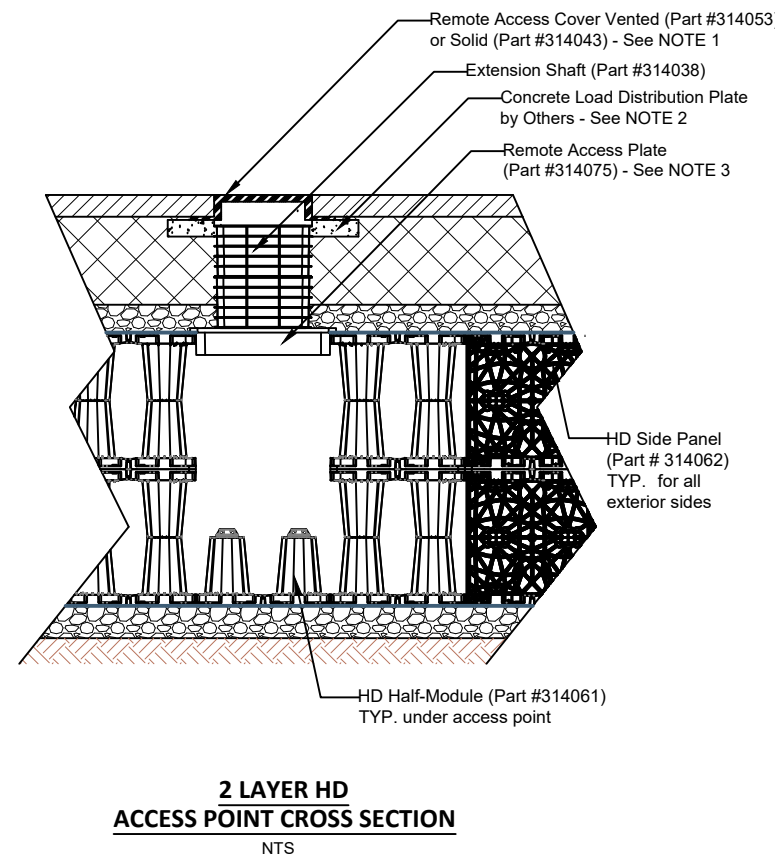 Remote Access Cover Vented (Part #314053)
or Solid (Part #314043) - See NOTE 1
Extension Shaft (Part #314038)
Concrete Load Distribution Plate
by Others - See NOTE 2
Remote Access Plate
(Part #314075) - See NOTE 3
HD Side Panel
(Part # 314062)
TYP. for all
exterior sides
HD Half-Module (Part #314061)
TYP. under access point
2 LAYER HD
ACCESS POINT CROSS SECTION
NTS